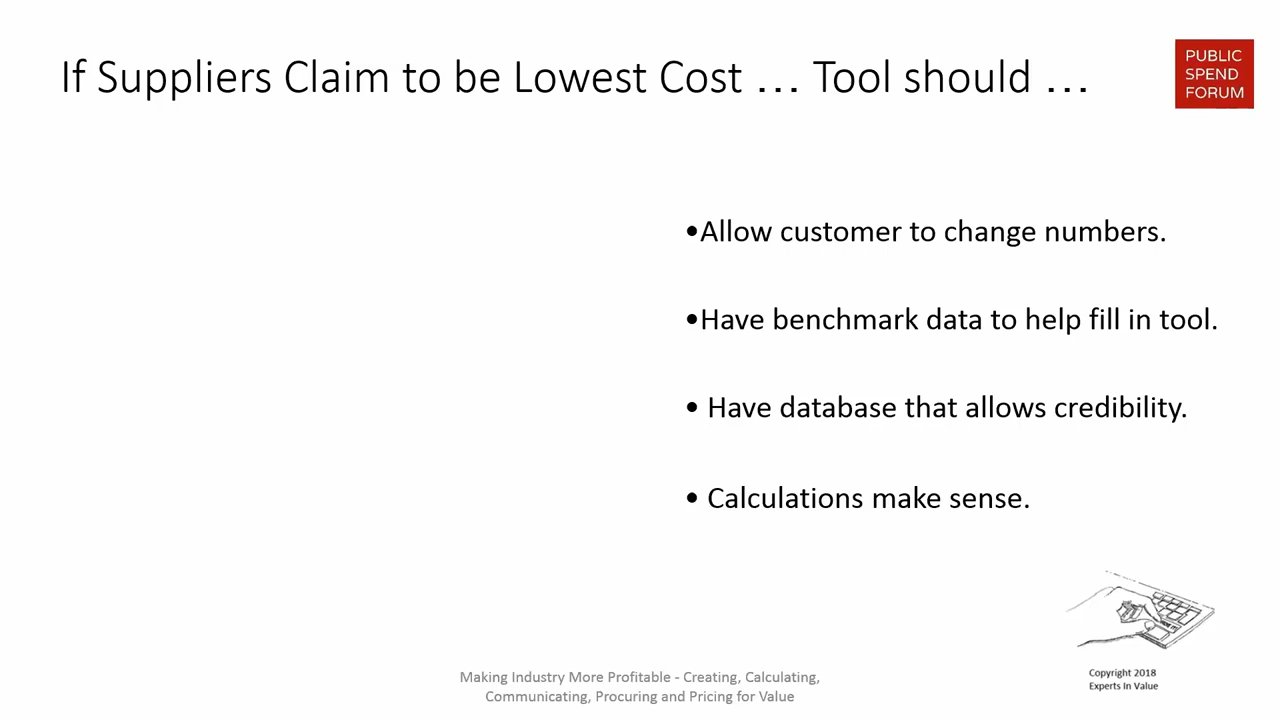 If Suppliers Claim to be Lowest Cost … Tool should …
PUBLIC
SPEND
FORUM
•Allow customer to change numbers.
•Have benchmark data to help fill in tool.
• Have database that allows credibility.
• Calculations make sense.
Making Industry More Profitable - Creating, Calculating,
Communicating, Procuring and Pricing for Value
Copyright 2018
Experts In Value